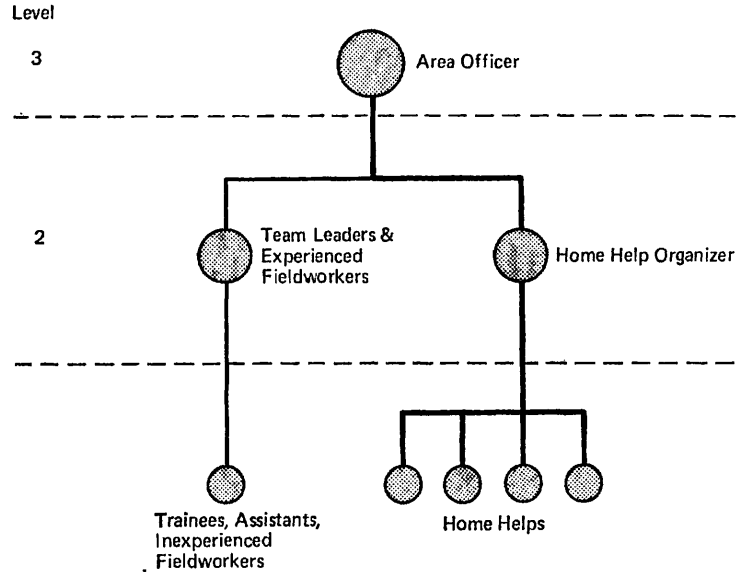 Level
3
Area Officer
2
Team Leaders &
Experienced
Fieldworkers
Home Help Organizer
Trainees, Assistants,
Inexperienced
Fieldworkers
Home Helps